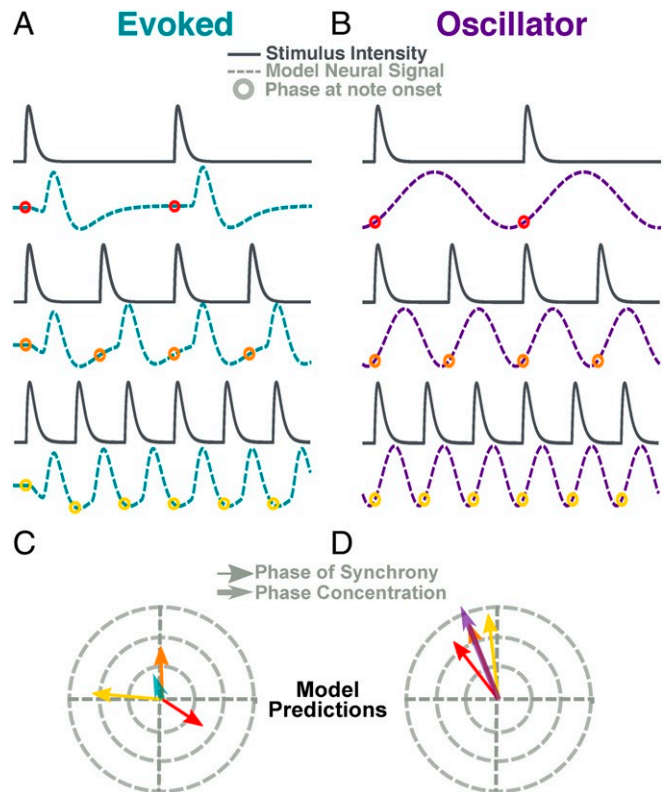 A
Evoked
B
Oscillator
Stimulus Intensity
Model Neural Signal
Phase at note onset
C
D
Phase of Synchrony
Phase Concentration
Model
Predictions